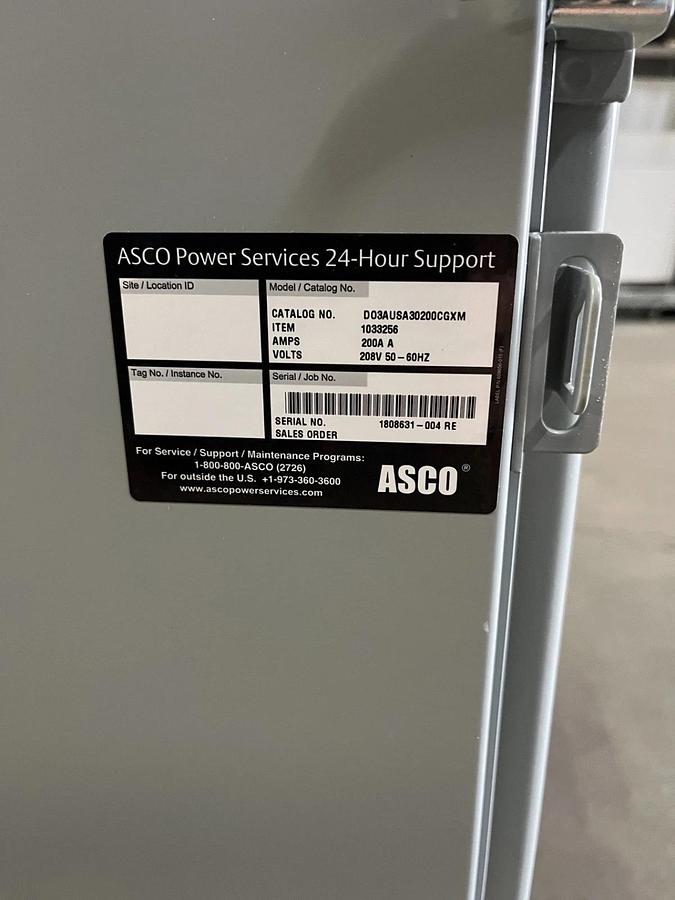 ASCO Power Services 24-Hour Support
Site / Location ID
Model / Catalog No.
CATALOG NO. D03AUSA30200CGXM
ITEM 1033256
AMPS 200A A
VOLTS 208V 50-60HZ
Tag No. / Instance No.
Serial / Job No.
SERIAL NO. 1808631-004 RE
SALES ORDER
For Service / Support / Maintenance Programs:
1-800-800-ASCO (2726)
For outside the U.S. +1-973-360-3600
www.ascopowerservices.com
ASCO®